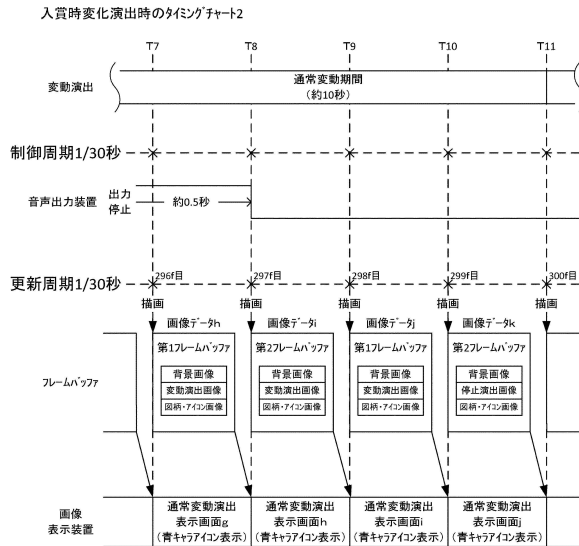 入賞時変化演出時のタイミングチャート2
T7 T8 T9 T10 T11
変動演出
通常変動期間
(約10秒)
制御周期1/30秒
音声出力装置
出力
停止
約0.5秒
更新周期1/30秒
296f目 297f目 298f目 299f目 300f目
描画 描画 描画 描画 描画
画像データh 画像データi 画像データj 画像データk
フレームバッファ
第1フレームバッファ 第2フレームバッファ 第1フレームバッファ 第2フレームバッファ
背景画像 背景画像 背景画像 背景画像
変動演出画像 変動演出画像 変動演出画像 停止演出画像
図柄・アイコン画像 図柄・アイコン画像 図柄・アイコン画像 図柄・アイコン画像
画像
表示装置
通常変動演出 通常変動演出 通常変動演出 通常変動演出
表示画面g 表示画面h 表示画面i 表示画面j
(青キャラアイコン表示) (青キャラアイコン表示) (青キャラアイコン表示) (青キャラアイコン表示)